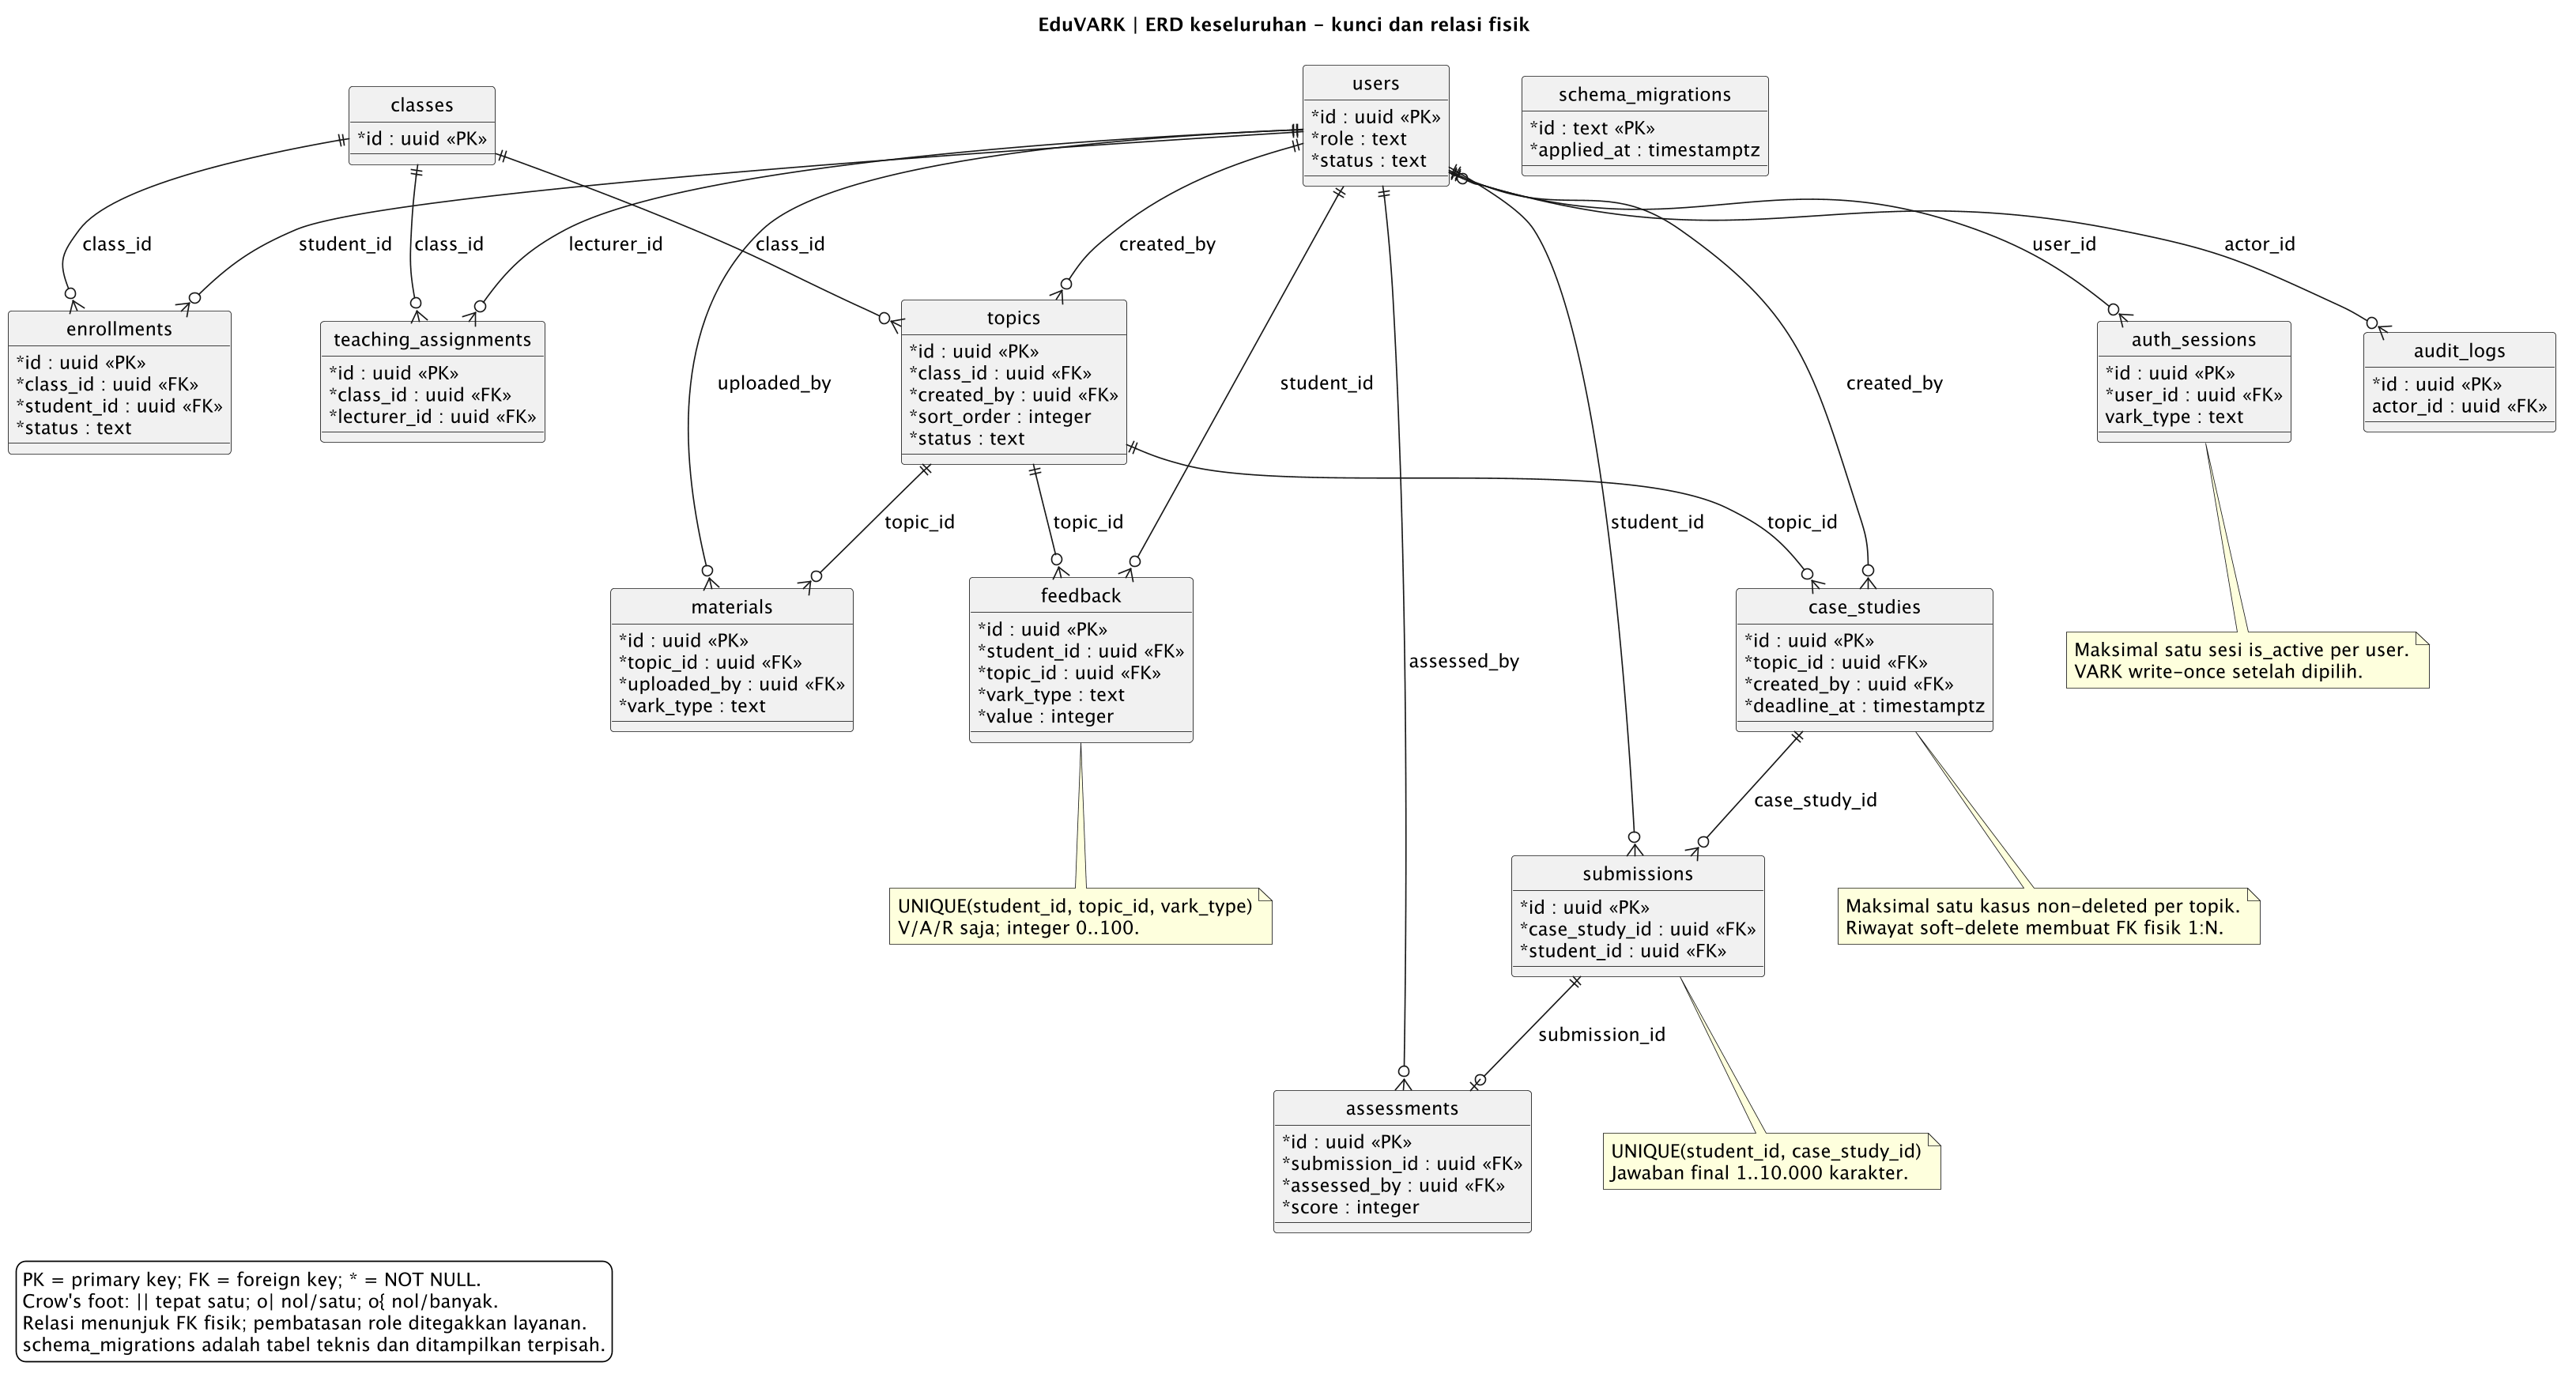 EduVARK | ERD keseluruhan – kunci dan relasi fisik
classes
*id : uuid «PK»
users
*id : uuid «PK»
*role : text
*status : text
schema_migrations
*id : text «PK»
*applied_at : timestamptz
class_id
student_id
class_id
lecturer_id
class_id
created_by
user_id
actor_id
enrollments
*id : uuid «PK»
*class_id : uuid «FK»
*student_id : uuid «FK»
*status : text
teaching_assignments
*id : uuid «PK»
*class_id : uuid «FK»
*lecturer_id : uuid «FK»
uploaded_by
topics
*id : uuid «PK»
*class_id : uuid «FK»
*created_by : uuid «FK»
*sort_order : integer
*status : text
student_id
created_by
auth_sessions
*id : uuid «PK»
*user_id : uuid «FK»
vark_type : text
audit_logs
*id : uuid «PK»
actor_id : uuid «FK»
topic_id
topic_id
student_id
topic_id
materials
*id : uuid «PK»
*topic_id : uuid «FK»
*uploaded_by : uuid «FK»
*vark_type : text
feedback
*id : uuid «PK»
*student_id : uuid «FK»
*topic_id : uuid «FK»
*vark_type : text
*value : integer
assessed_by
case_studies
*id : uuid «PK»
*topic_id : uuid «FK»
*created_by : uuid «FK»
*deadline_at : timestamptz
Maksimal satu sesi is_active per user.
VARK write-once setelah dipilih.
case_study_id
UNIQUE(student_id, topic_id, vark_type)
V/A/R saja; integer 0..100.
submissions
*id : uuid «PK»
*case_study_id : uuid «FK»
*student_id : uuid «FK»
Maksimal satu kasus non-deleted per topik.
Riwayat soft-delete membuat FK fisik 1:N.
submission_id
assessments
*id : uuid «PK»
*submission_id : uuid «FK»
*assessed_by : uuid «FK»
*score : integer
UNIQUE(student_id, case_study_id)
Jawaban final 1..10.000 karakter.
PK = primary key; FK = foreign key; * = NOT NULL.
Crow's foot: || tepat satu; o| nol/satu; o{ nol/banyak.
Relasi menunjuk FK fisik; pembatasan role ditegakkan layanan.
schema_migrations adalah tabel teknis dan ditampilkan terpisah.